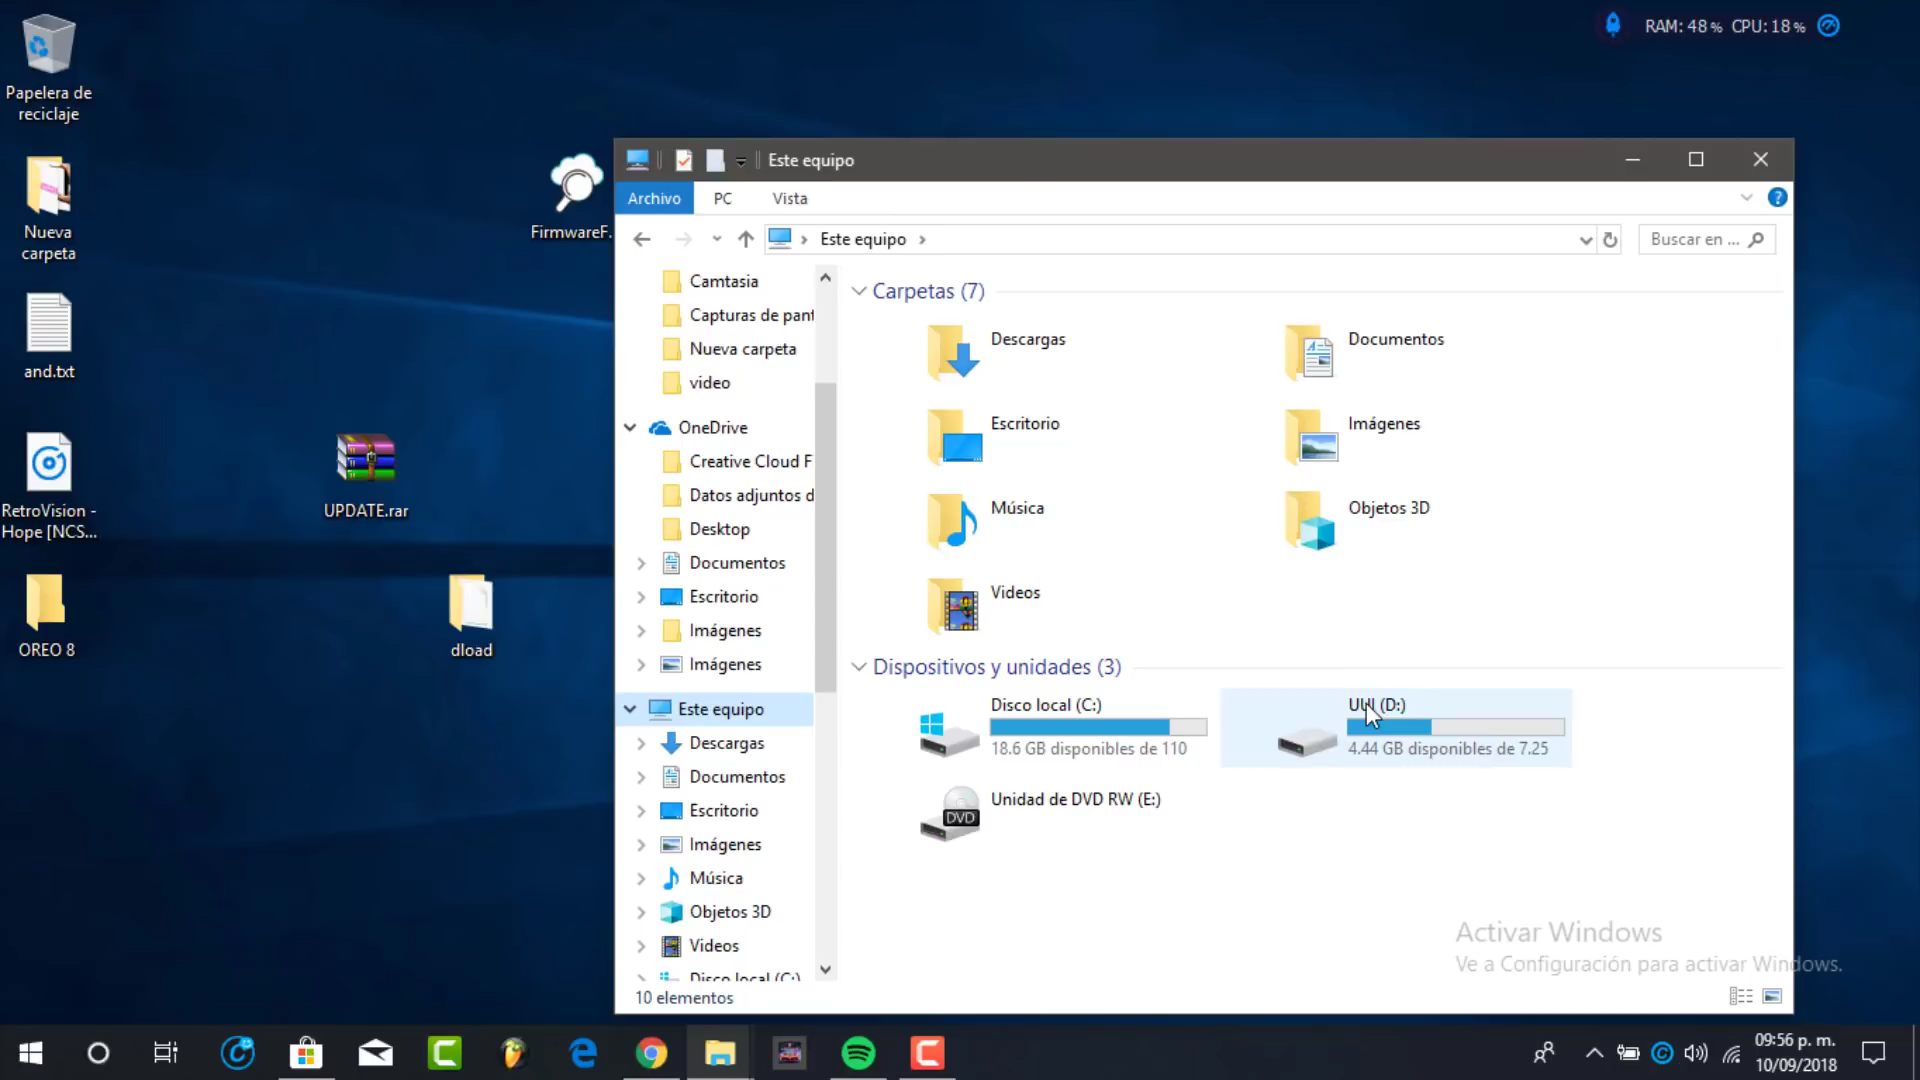 RAM: 48 % CPU: 18 %
Papelera de
reciclaje
Nueva
carpeta
and.txt
RetroVision -
Hope [NCS...
OREO 8
UPDATE.rar
dload
FirmwareF.
Este equipo
Archivo
PC
Vista
Este equipo
Buscar en ...
Camtasia
Capturas de pant
Nueva carpeta
video
OneDrive
Creative Cloud F
Datos adjuntos d
Desktop
Documentos
Escritorio
Imágenes
Imágenes
Este equipo
Descargas
Documentos
Escritorio
Imágenes
Música
Objetos 3D
Videos
Disco local (C:)
Carpetas (7)
Descargas
Documentos
Escritorio
Imágenes
Música
Objetos 3D
Videos
Dispositivos y unidades (3)
Disco local (C:)
18.6 GB disponibles de 110
(D:)
4.44 GB disponibles de 7.25
DVD
Unidad de DVD RW (E:)
Activar Windows
Ve a Configuración para activar Windows.
10 elementos
09:56 p. m.
10/09/2018